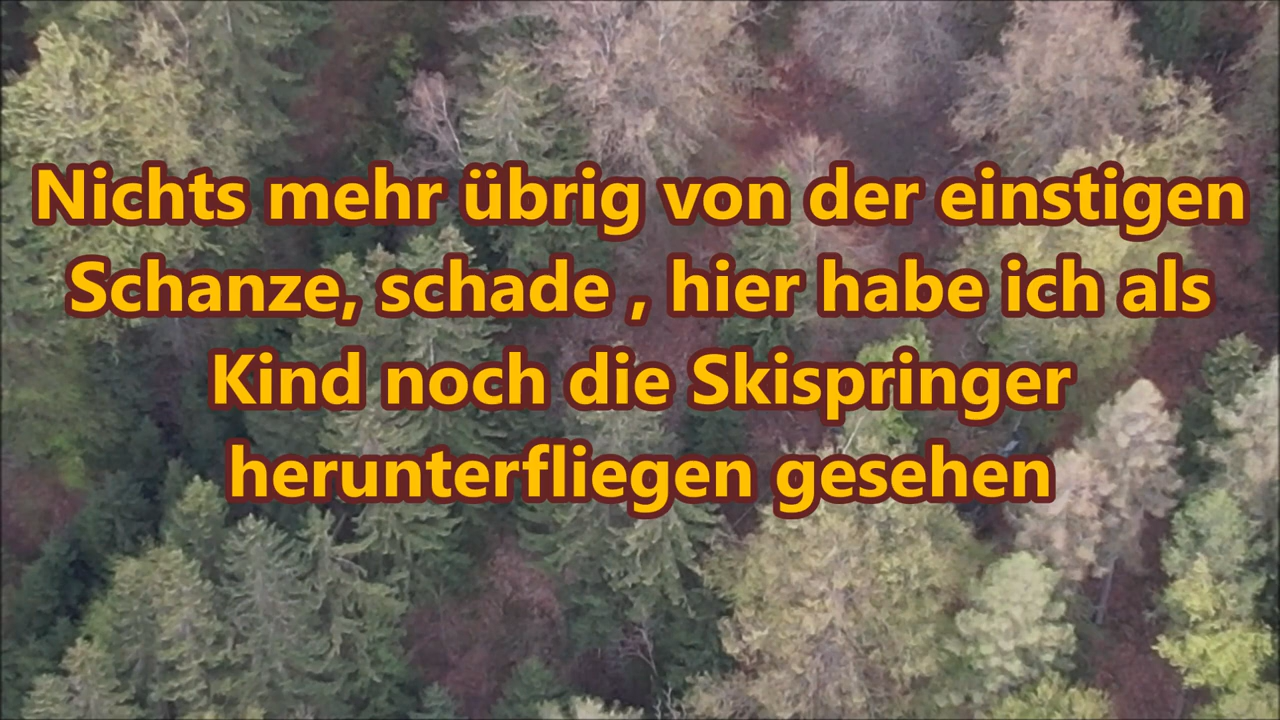 Nichts mehr übrig von der einstigen
Schanze, schade , hier habe ich als
Kind noch die Skispringer
herunterfliegen gesehen